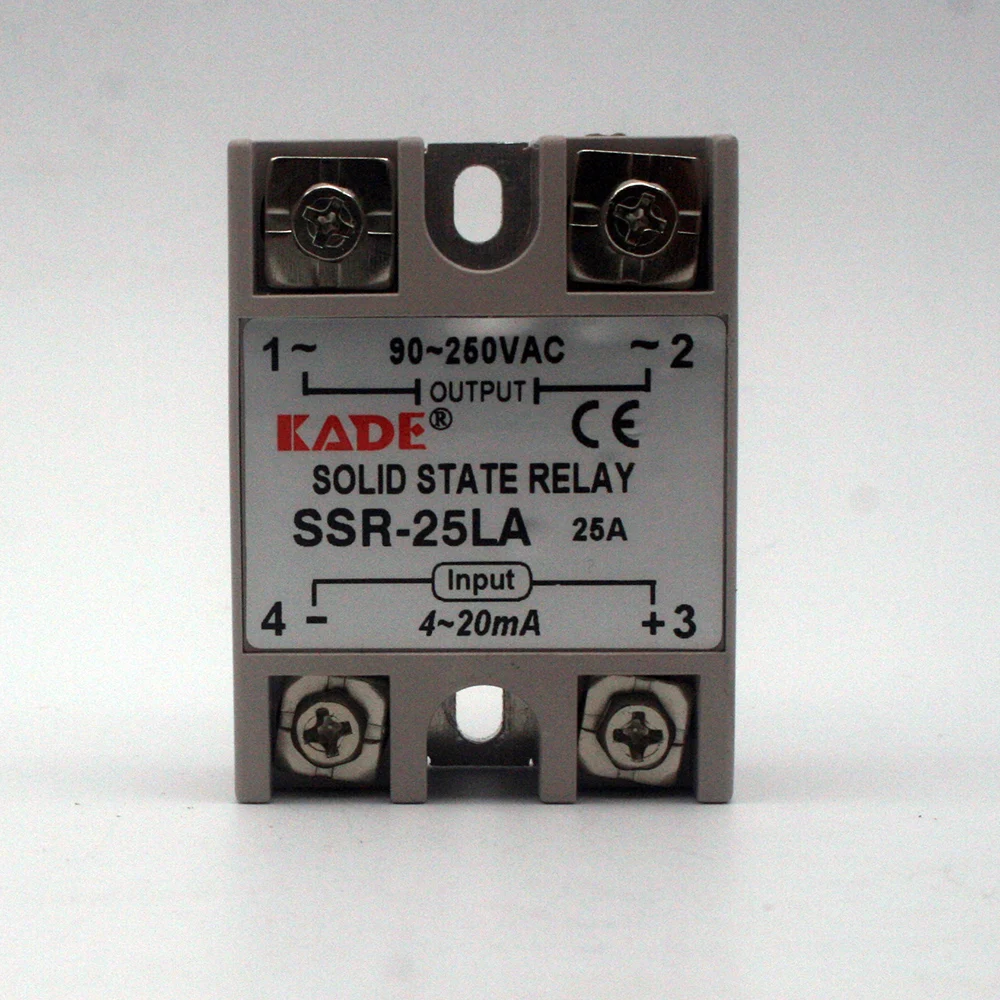 1~ 90~250VAC ~2
OUTPUT
KADE® CE
SOLID STATE RELAY
SSR-25LA 25A
Input
4 - 4~20mA +3